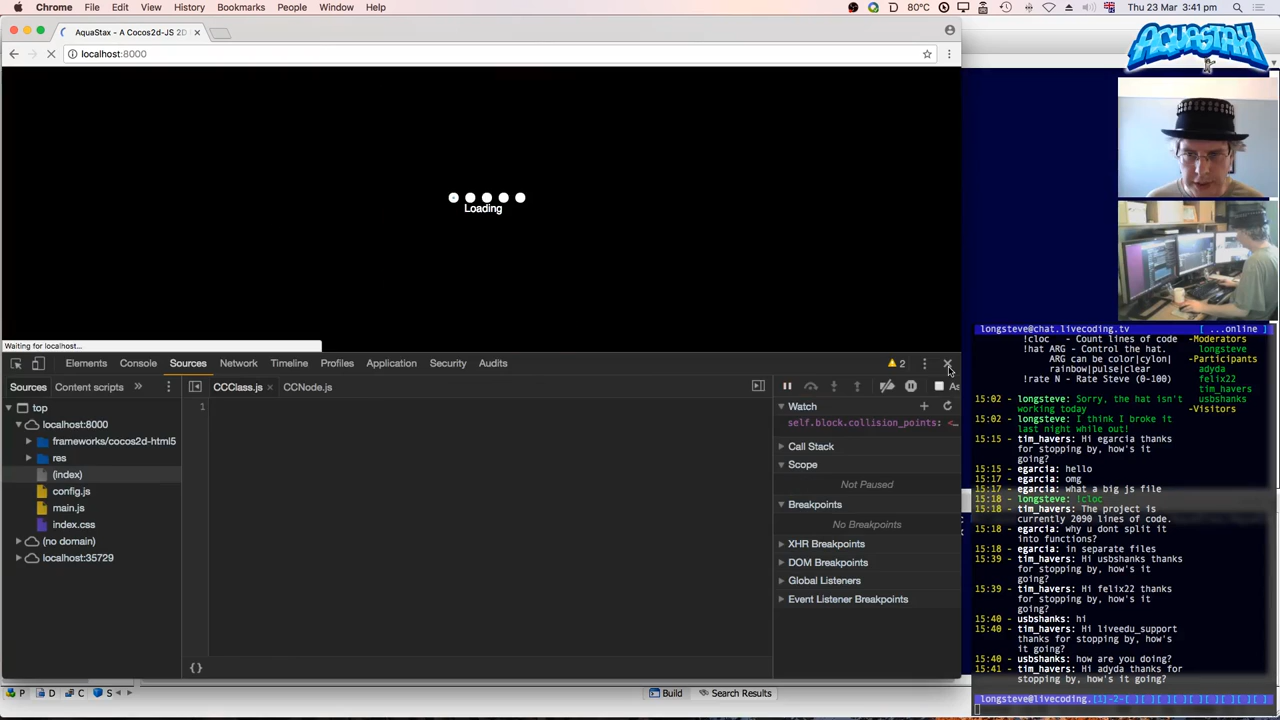 Chrome File Edit View History Bookmarks People Window Help 80°C Thu 23 Mar 3:41 pm
AquaStax - A Cocos2d-JS 2D
localhost:8000
AQUASTAX
Loading
Waiting for localhost...
Elements Console Sources Network Timeline Profiles Application Security Audits 2
Sources Content scripts » CCClass.js × CCNode.js As
top
localhost:8000
frameworks/cocos2d-html5
res
(index)
config.js
main.js
index.css
(no domain)
localhost:35729
1
{}
Watch
self.block.collision_points: <…
Call Stack
Scope
Not Paused
Breakpoints
No Breakpoints
XHR Breakpoints
DOM Breakpoints
Global Listeners
Event Listener Breakpoints
P D C S
Build Search Results
longsteve@chat.livecoding.tv [ ...online ]
!cloc - Count lines of code
!hat ARG - Control the hat.
ARG can be color|cylon|
rainbow|pulse|clear
!rate N - Rate Steve (0-100)
-Moderators
longsteve
-Participants
adyda
felix22
tim_havers
usbshanks
-Visitors
15:02 - longsteve: Sorry, the hat isn't
working today
15:02 - longsteve: I think I broke it
last night while out!
15:15 - tim_havers: Hi egarcia thanks
for stopping by, how's it
going?
15:15 - egarcia: hello
15:17 - egarcia: omg
15:17 - egarcia: what a big js file
15:18 - longsteve: !cloc
15:18 - tim_havers: The project is
currently 2090 lines of code.
15:18 - egarcia: why u dont split it
into functions?
15:18 - egarcia: in separate files
15:39 - tim_havers: Hi usbshanks thanks
for stopping by, how's it
going?
15:39 - tim_havers: Hi felix22 thanks
for stopping by, how's it
going?
15:40 - usbshanks: hi
15:40 - tim_havers: Hi liveedu_support
thanks for stopping by, how's
it going?
15:40 - usbshanks: how are you doing?
15:41 - tim_havers: Hi adyda thanks for
stopping by, how's it going?
longsteve@livecoding.[1]-2-[ ][ ][ ][ ][ ][ ][ ][ ][ ]